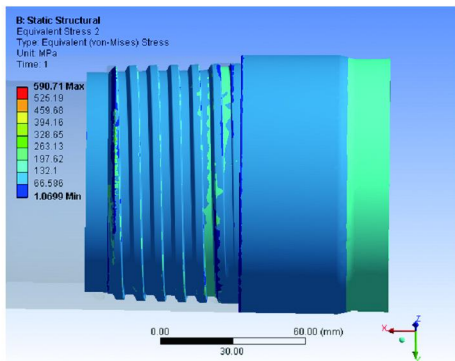 B: Static Structural
Equivalent Stress 2
Type: Equivalent (von-Mises) Stress
Unit: MPa
Time: 1
590.71 Max
525.19
459.68
394.16
328.65
263.13
197.62
132.1
66.586
1.0699 Min
0.00
60.00 (mm)
30.00
X
Z
Y